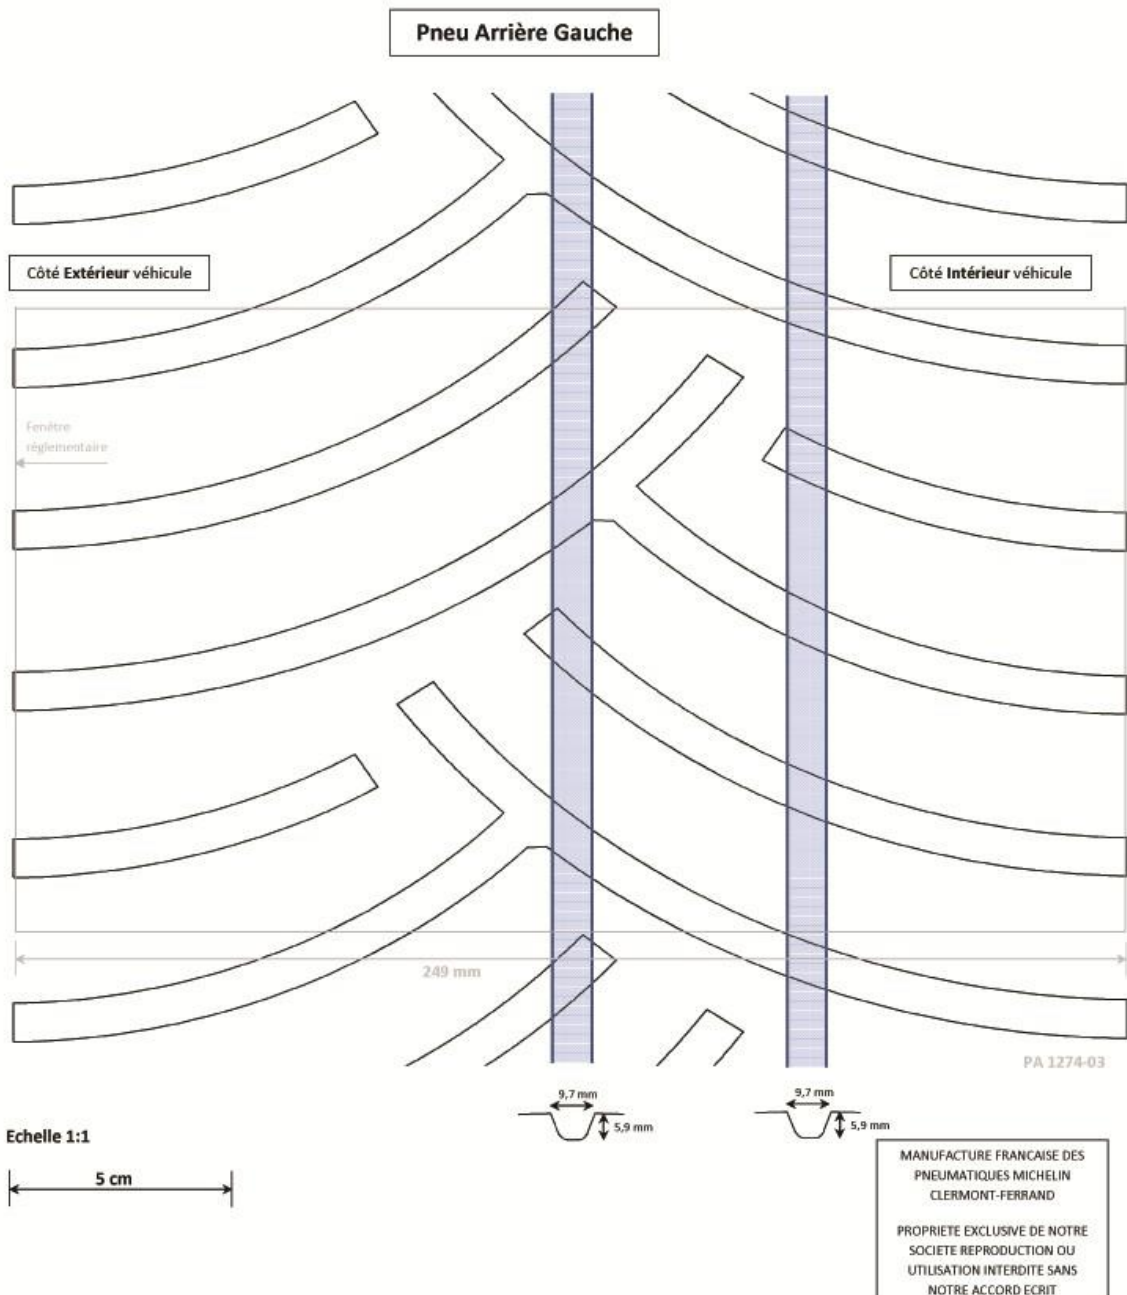 Pneu Arrière Gauche
Côté Extérieur véhicule
Côté Intérieur véhicule
Fenêtre
réglementaire
249 mm
PA 1274-03
9,7 mm
9,7 mm
5,9 mm
5,9 mm
Echelle 1:1
5 cm
MANUFACTURE FRANCAISE DES
PNEUMATIQUES MICHELIN
CLERMONT-FERRAND
PROPRIETE EXCLUSIVE DE NOTRE
SOCIETE REPRODUCTION OU
UTILISATION INTERDITE SANS
NOTRE ACCORD ECRIT